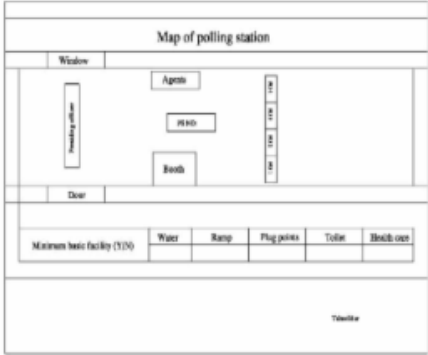 Map of polling station
Window
Agents
Presiding officer
Booth
Door
Minimum basic facility (Y/N)
Water
Ramp
Plug points
Toilet
Health care